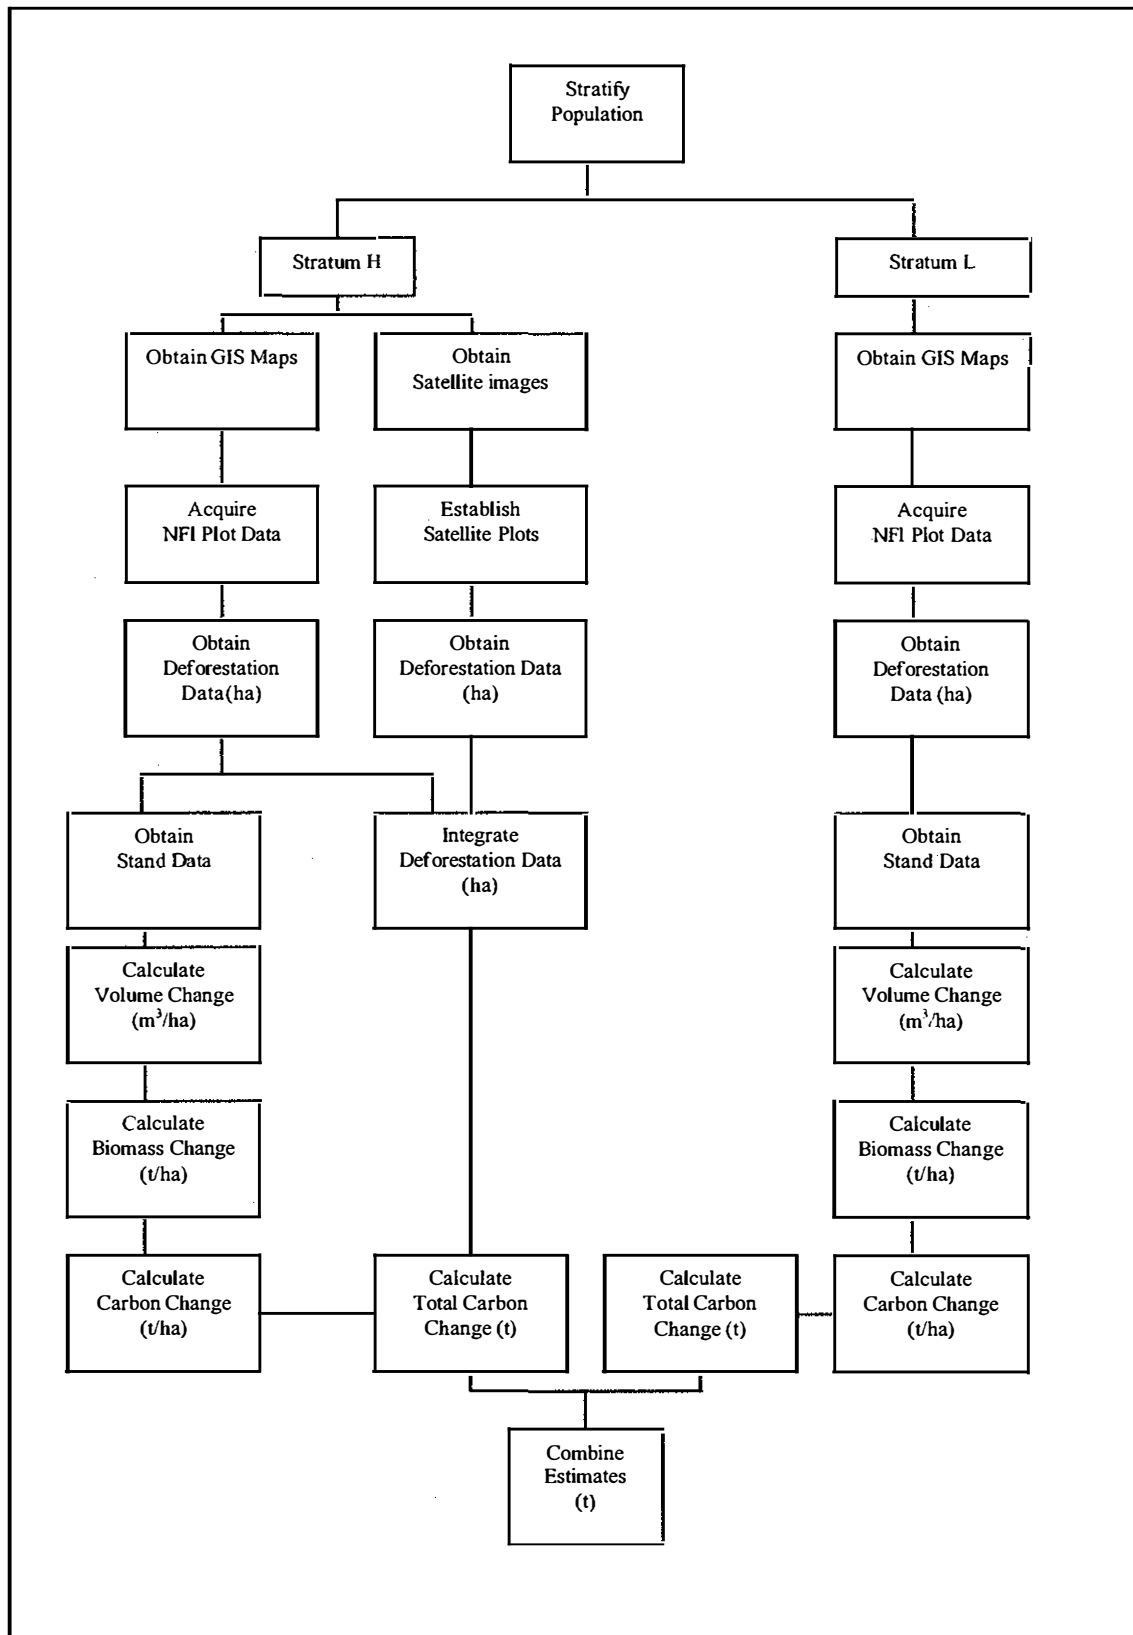 Stratify
Population
Stratum H
Stratum L
Obtain GIS Maps
Obtain
Satellite images
Obtain GIS Maps
Acquire
NFI Plot Data
Establish
Satellite Plots
Acquire
NFI Plot Data
Obtain
Deforestation
Data(ha)
Obtain
Deforestation Data
(ha)
Obtain
Deforestation
Data (ha)
Obtain
Stand Data
Integrate
Deforestation Data
(ha)
Obtain
Stand Data
Calculate
Volume Change
(m³/ha)
Calculate
Volume Change
(m³/ha)
Calculate
Biomass Change
(t/ha)
Calculate
Biomass Change
(t/ha)
Calculate
Carbon Change
(t/ha)
Calculate
Total Carbon
Change (t)
Calculate
Total Carbon
Change (t)
Calculate
Carbon Change
(t/ha)
Combine
Estimates
(t)